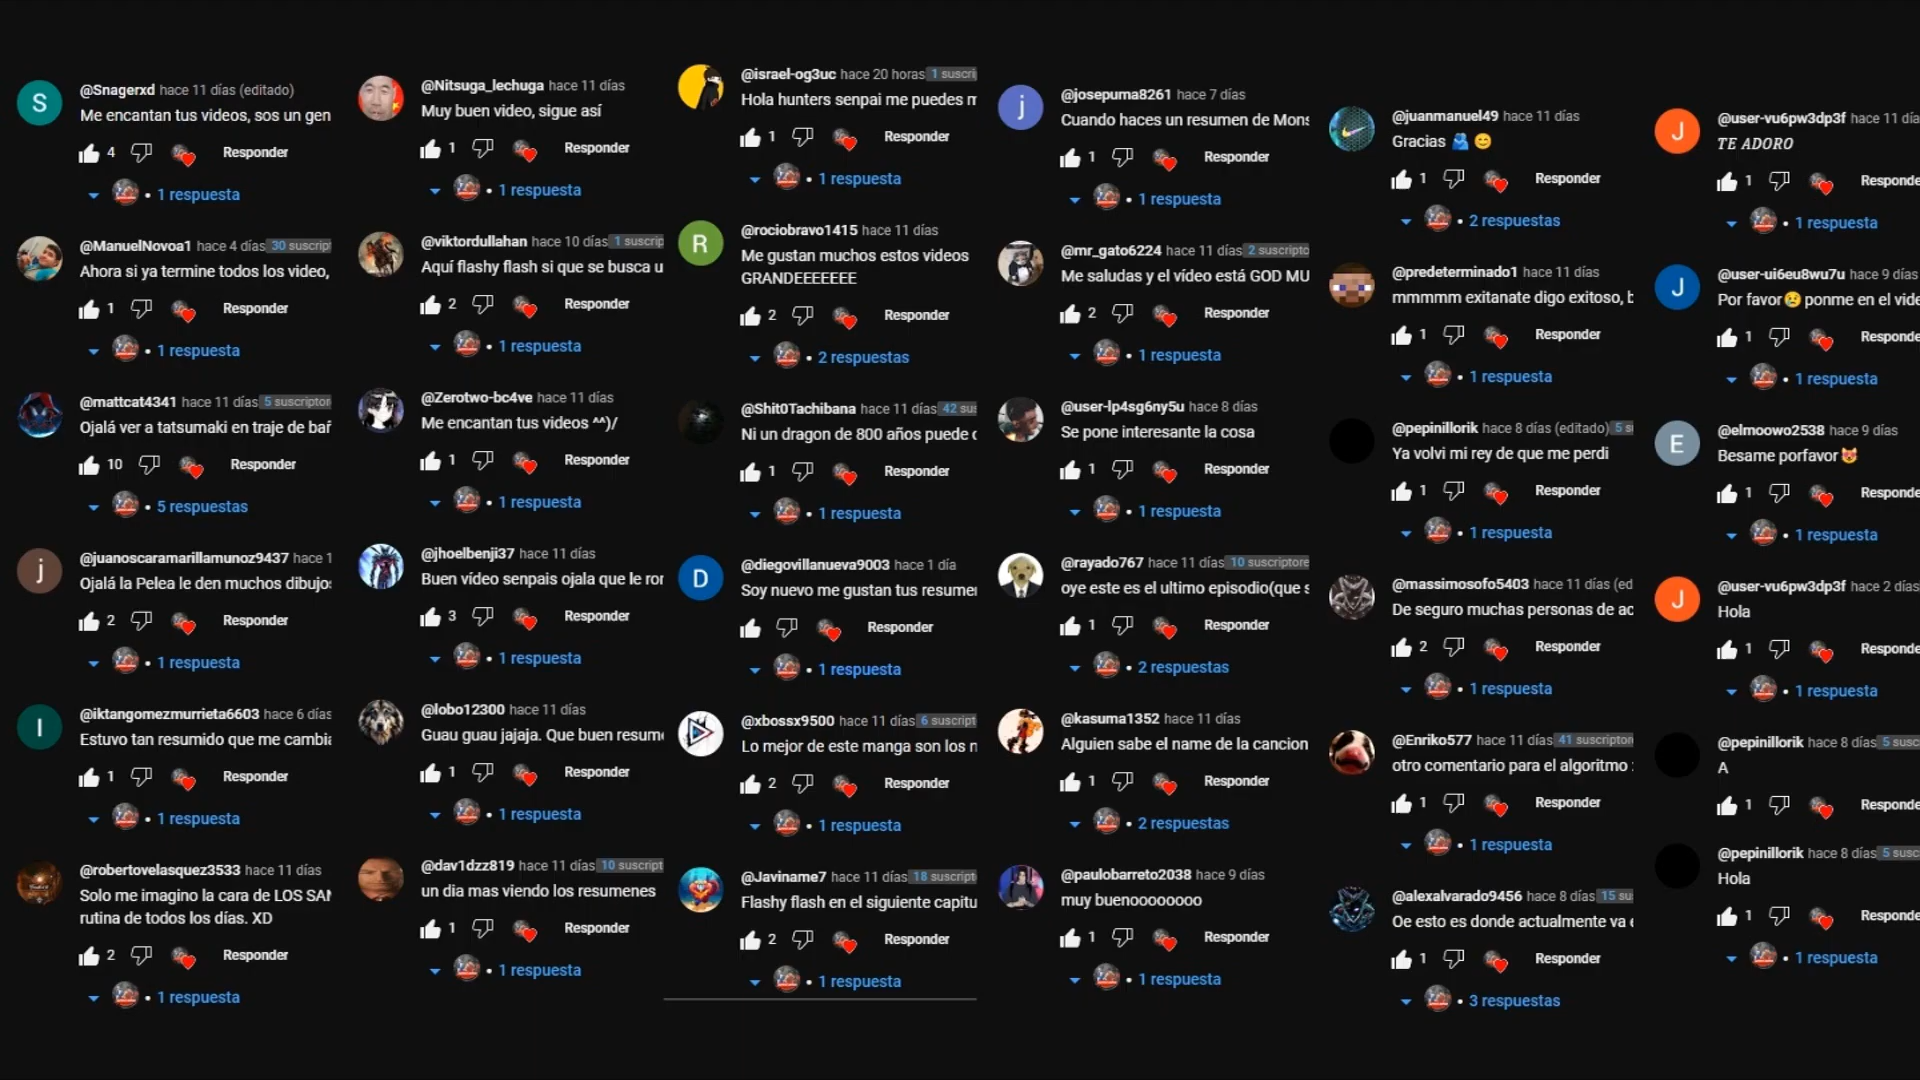 S
@Snagerxd hace 11 días (editado)
Me encantan tus videos, sos un gen
4 Responder
1 respuesta
@ManuelNovoa1 hace 4 días 30 suscript
Ahora si ya termine todos los video,
1 Responder
1 respuesta
@mattcat4341 hace 11 días 5 suscriptor
Ojalá ver a tatsumaki en traje de bañ
10 Responder
5 respuestas
j
@juanoscaramarillamunoz9437 hace 1
Ojalá la Pelea le den muchos dibujos
2 Responder
1 respuesta
I
@iktangomezmurrieta6603 hace 6 días
Estuvo tan resumido que me cambia
1 Responder
1 respuesta
@robertovelasquez3533 hace 11 días
Solo me imagino la cara de LOS SAN
rutina de todos los días. XD
2 Responder
1 respuesta
@Nitsuga_lechuga hace 11 días
Muy buen video, sigue así
1 Responder
1 respuesta
@viktordullahan hace 10 días 1 suscrip
Aquí flashy flash si que se busca u
2 Responder
1 respuesta
@Zerotwo-bc4ve hace 11 días
Me encantan tus videos ^^)/
1 Responder
1 respuesta
@jhoelbenji37 hace 11 días
Buen vídeo senpais ojala que le ror
3 Responder
1 respuesta
@lobo12300 hace 11 días
Guau guau jajaja. Que buen resume
1 Responder
1 respuesta
@dav1dzz819 hace 11 días 10 suscript
un dia mas viendo los resumenes
1 Responder
1 respuesta
@israel-og3uc hace 20 horas 1 suscri
Hola hunters senpai me puedes m
1 Responder
1 respuesta
R
@rociobravo1415 hace 11 días
Me gustan muchos estos videos
GRANDEEEEEEE
2 Responder
2 respuestas
@Shit0Tachibana hace 11 días 42 sus
Ni un dragon de 800 años puede c
1 Responder
1 respuesta
D
@diegovillanueva9003 hace 1 día
Soy nuevo me gustan tus resumer
Responder
1 respuesta
@xbossx9500 hace 11 días 6 suscript
Lo mejor de este manga son los n
2 Responder
1 respuesta
@Javiname7 hace 11 días 18 suscript
Flashy flash en el siguiente capitu
2 Responder
1 respuesta
j
@josepuma8261 hace 7 días
Cuando haces un resumen de Mons
1 Responder
1 respuesta
@mr_gato6224 hace 11 días 2 suscripto
Me saludas y el vídeo está GOD MU
2 Responder
1 respuesta
@user-lp4sg6ny5u hace 8 días
Se pone interesante la cosa
1 Responder
1 respuesta
@rayado767 hace 11 días 10 suscriptore
oye este es el ultimo episodio(que s
1 Responder
2 respuestas
@kasuma1352 hace 11 días
Alguien sabe el name de la cancion
1 Responder
2 respuestas
@paulobarreto2038 hace 9 días
muy buenoooooooo
1 Responder
1 respuesta
@juanmanuel49 hace 11 días
Gracias 🫂 😊
1 Responder
2 respuestas
@predeterminado1 hace 11 días
mmmmm exitanate digo exitoso, b
1 Responder
1 respuesta
@pepinillorik hace 8 días (editado) 5 s
Ya volvi mi rey de que me perdi
1 Responder
1 respuesta
@massimosofo5403 hace 11 días (ed
De seguro muchas personas de ac
2 Responder
1 respuesta
@Enriko577 hace 11 días 41 suscriptor
otro comentario para el algoritmo :
1 Responder
1 respuesta
@alexalvarado9456 hace 8 días 15 su
Oe esto es donde actualmente va e
1 Responder
3 respuestas
J
@user-vu6pw3dp3f hace 11 día
TE ADORO
1 Responde
1 respuesta
J
@user-ui6eu8wu7u hace 9 días
Por favor😢 ponme en el vide
1 Responde
1 respuesta
E
@elmoowo2538 hace 9 días
Besame porfavor😻
1 Responde
1 respuesta
J
@user-vu6pw3dp3f hace 2 días
Hola
1 Responde
1 respuesta
@pepinillorik hace 8 días 5 susc
A
1 Responde
@pepinillorik hace 8 días 5 susc
Hola
1 Responde
1 respuesta